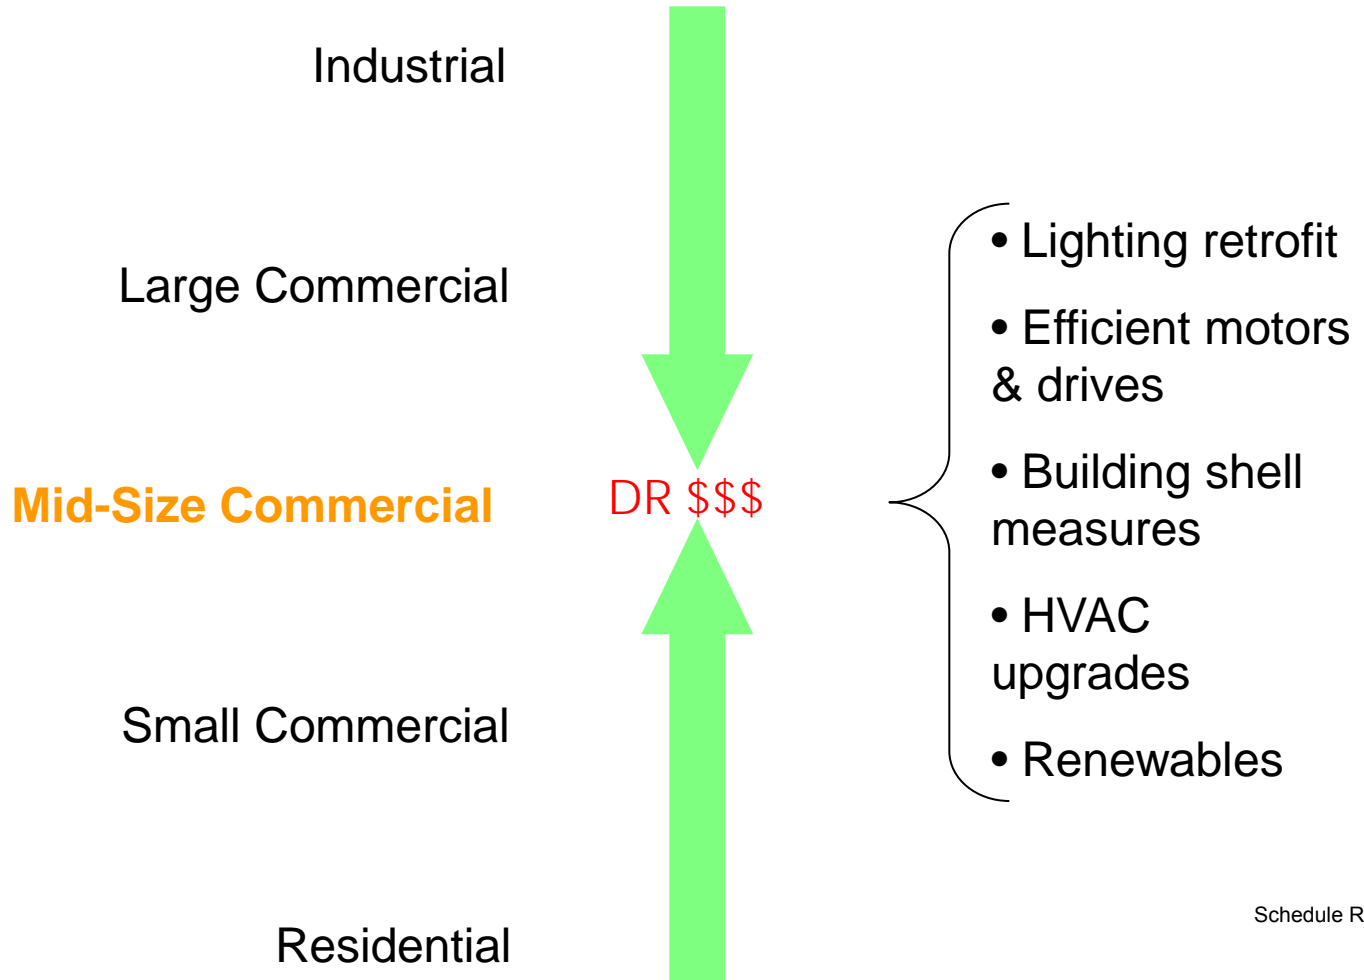 Industrial
Large Commercial
Mid-Size Commercial
Small Commercial
Residential
DR $$$
• Lighting retrofit
• Efficient motors
& drives
• Building shell
measures
• HVAC
upgrades
• Renewables
Schedule R